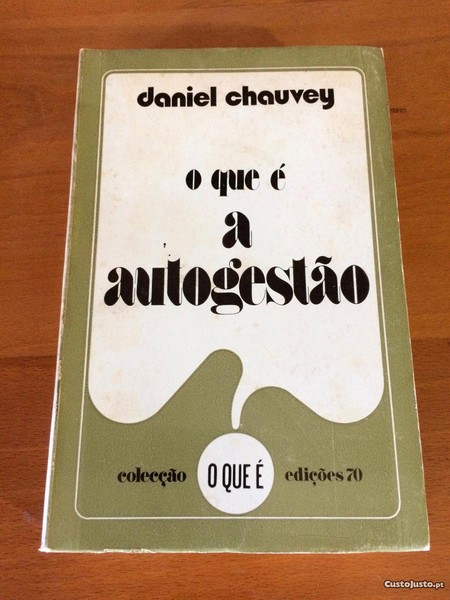 daniel chauvey
o que é
a
autogestão
colecção O QUE É edições 70
CustoJusto.pt